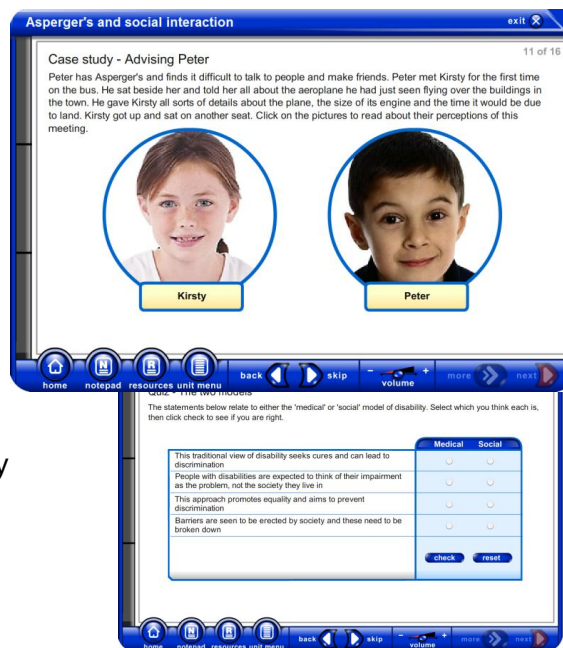 Asperger's and social interaction
exit
11 of 16
Case study - Advising Peter
Peter has Asperger's and finds it difficult to talk to people and make friends. Peter met Kirsty for the first time
on the bus. He sat beside her and told her all about the aeroplane he had just seen flying over the buildings in
the town. He gave Kirsty all sorts of details about the plane, the size of its engine and the time it would be due
to land. Kirsty got up and sat on another seat. Click on the pictures to read about their perceptions of this
meeting.
Kirsty
Peter
N
R
home notepad resources unit menu back skip - + volume more next
y
Quiz - The two models
The statements below relate to either the 'medical' or 'social' model of disability. Select which you think each is,
then click check to see if you are right.
Medical Social
This traditional view of disability seeks cures and can lead to
discrimination
People with disabilities are expected to think of their impairment
as the problem, not the society they live in
This approach promotes equality and aims to prevent
discrimination
Barriers are seen to be erected by society and these need to be
broken down
check reset
N
R
home notepad resources unit menu back skip - + volume more next